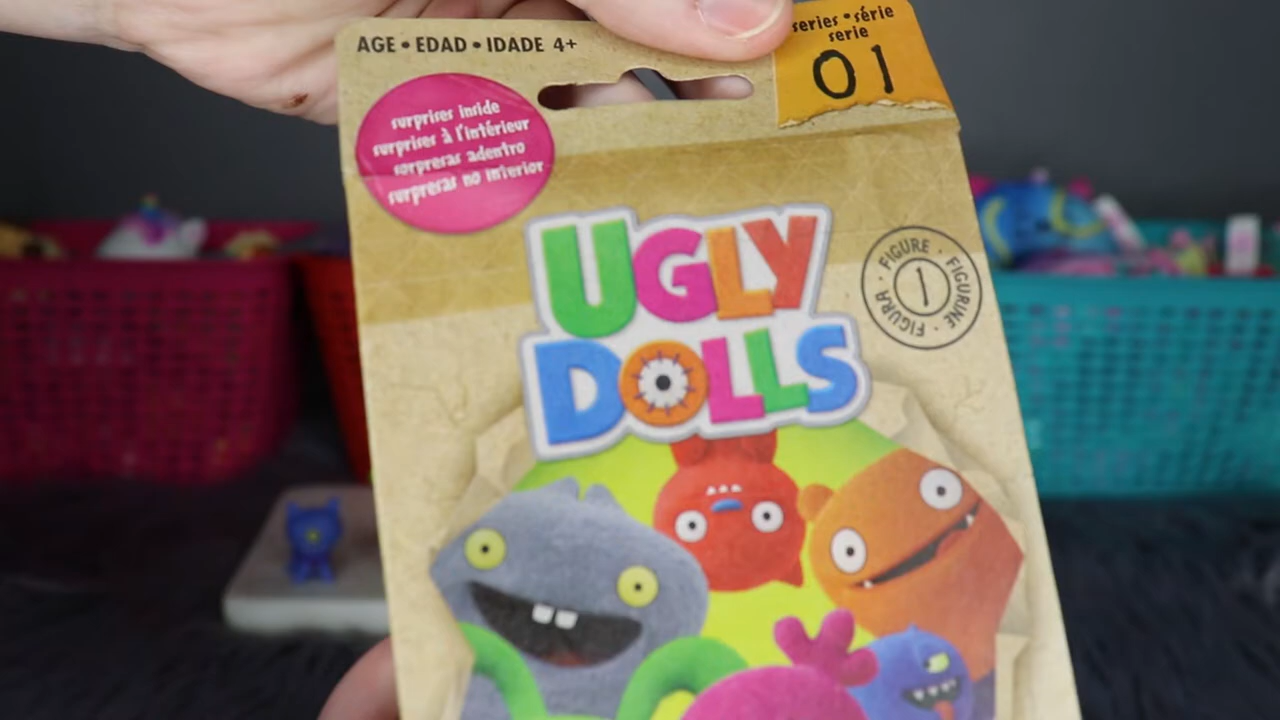 AGE • EDAD • IDADE 4+
series • série
serie
01
surprises inside
surprises à l'intérieur
sorpresas adentro
surpresas no interior
UGLY
DOLLS
FIGURE · FIGURINE · FIGURA ·
1